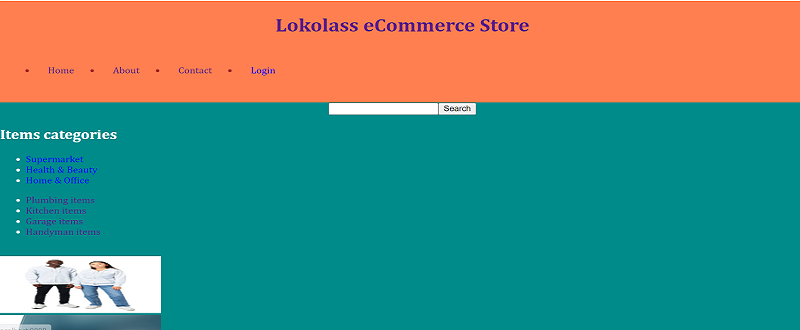 Lokolass eCommerce Store
Home About Contact Login
Search
Items categories
Supermarket
Health & Beauty
Home & Office
Plumbing items
Kitchen items
Garage items
Handyman items